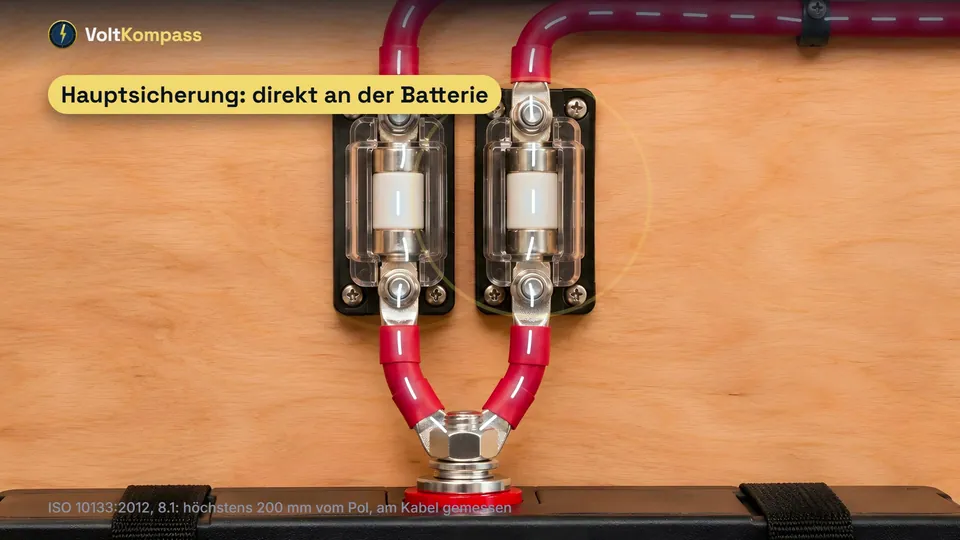 VoltKompass
Hauptsicherung: direkt an der Batterie
ISO 10133:2012, 8.1: höchstens 200 mm vom Pol, am Kabel gemessen